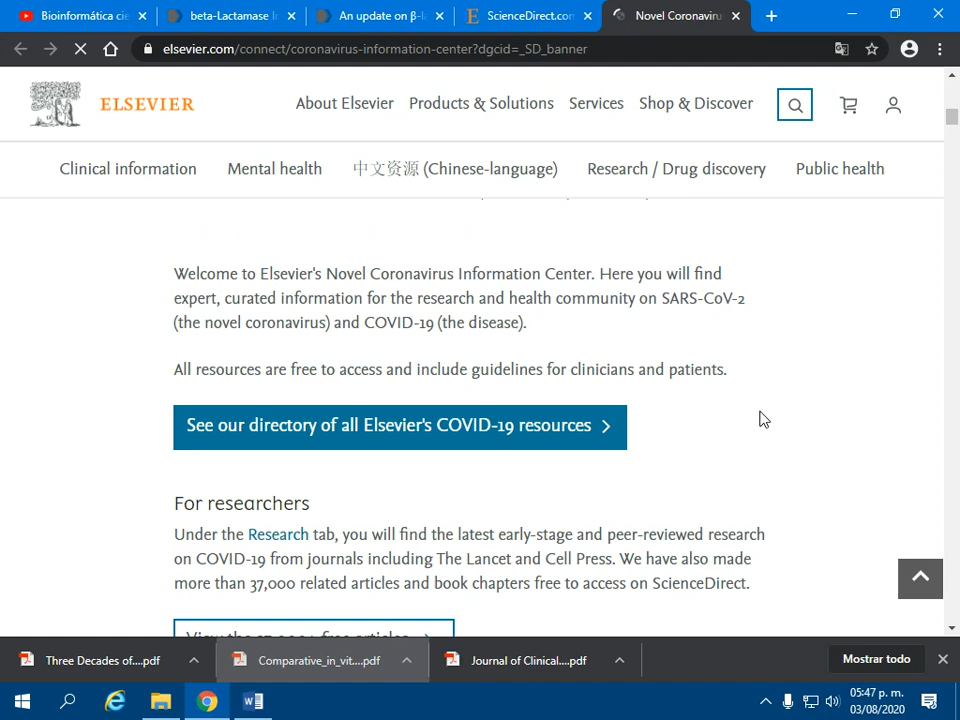 Bioinformática cie
beta-Lactamase In
An update on β-la
ScienceDirect.com
Novel Coronavirus
elsevier.com/connect/coronavirus-information-center?dgcid=_SD_banner
ELSEVIER
About Elsevier Products & Solutions Services Shop & Discover
Clinical information Mental health 中文资源 (Chinese-language) Research / Drug discovery Public health
Welcome to Elsevier's Novel Coronavirus Information Center. Here you will find
expert, curated information for the research and health community on SARS-CoV-2
(the novel coronavirus) and COVID-19 (the disease).
All resources are free to access and include guidelines for clinicians and patients.
See our directory of all Elsevier's COVID-19 resources
For researchers
Under the Research tab, you will find the latest early-stage and peer-reviewed research
on COVID-19 from journals including The Lancet and Cell Press. We have also made
more than 37,000 related articles and book chapters free to access on ScienceDirect.
View the 37,000+ free articles
Three Decades of....pdf
Comparative_in_vit....pdf
Journal of Clinical....pdf
Mostrar todo
05:47 p. m.
03/08/2020